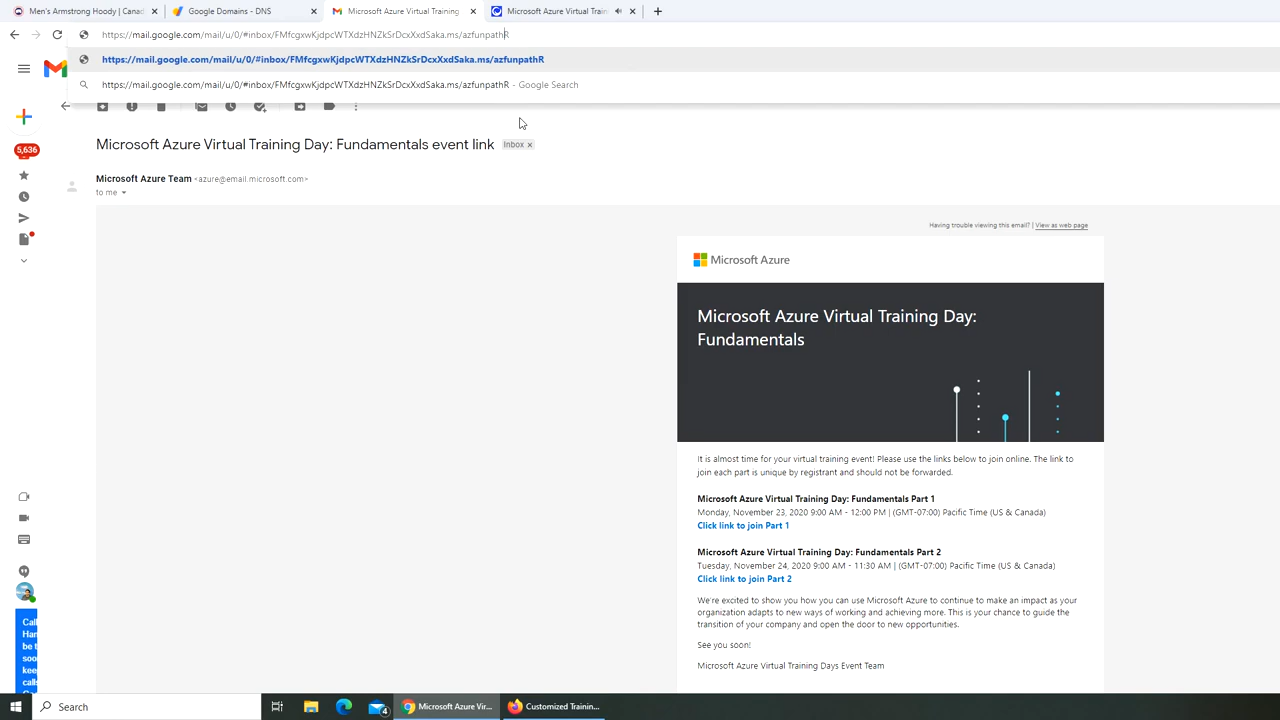 Men's Armstrong Hoody | Canada
Google Domains - DNS
Microsoft Azure Virtual Training
Microsoft Azure Virtual Train
https://mail.google.com/mail/u/0/#inbox/FMfcgxwKjdpcWTXdzHNZkSrDcxXxdSaka.ms/azfunpathR
https://mail.google.com/mail/u/0/#inbox/FMfcgxwKjdpcWTXdzHNZkSrDcxXxdSaka.ms/azfunpathR
https://mail.google.com/mail/u/0/#inbox/FMfcgxwKjdpcWTXdzHNZkSrDcxXxdSaka.ms/azfunpathR - Google Search
Microsoft Azure Virtual Training Day: Fundamentals event link Inbox x
5,636
Microsoft Azure Team <azure@email.microsoft.com>
to me
Having trouble viewing this email? | View as web page
Microsoft Azure
Microsoft Azure Virtual Training Day:
Fundamentals
It is almost time for your virtual training event! Please use the links below to join online. The link to
join each part is unique by registrant and should not be forwarded.
Microsoft Azure Virtual Training Day: Fundamentals Part 1
Monday, November 23, 2020 9:00 AM - 12:00 PM | (GMT-07:00) Pacific Time (US & Canada)
Click link to join Part 1
Microsoft Azure Virtual Training Day: Fundamentals Part 2
Tuesday, November 24, 2020 9:00 AM - 11:30 AM | (GMT-07:00) Pacific Time (US & Canada)
Click link to join Part 2
We're excited to show you how you can use Microsoft Azure to continue to make an impact as your
organization adapts to new ways of working and achieving more. This is your chance to guide the
transition of your company and open the door to new opportunities.
See you soon!
Microsoft Azure Virtual Training Days Event Team
Call
Han
be t
soo
kee
calls
Search
4
Microsoft Azure Vir...
Customized Trainin...